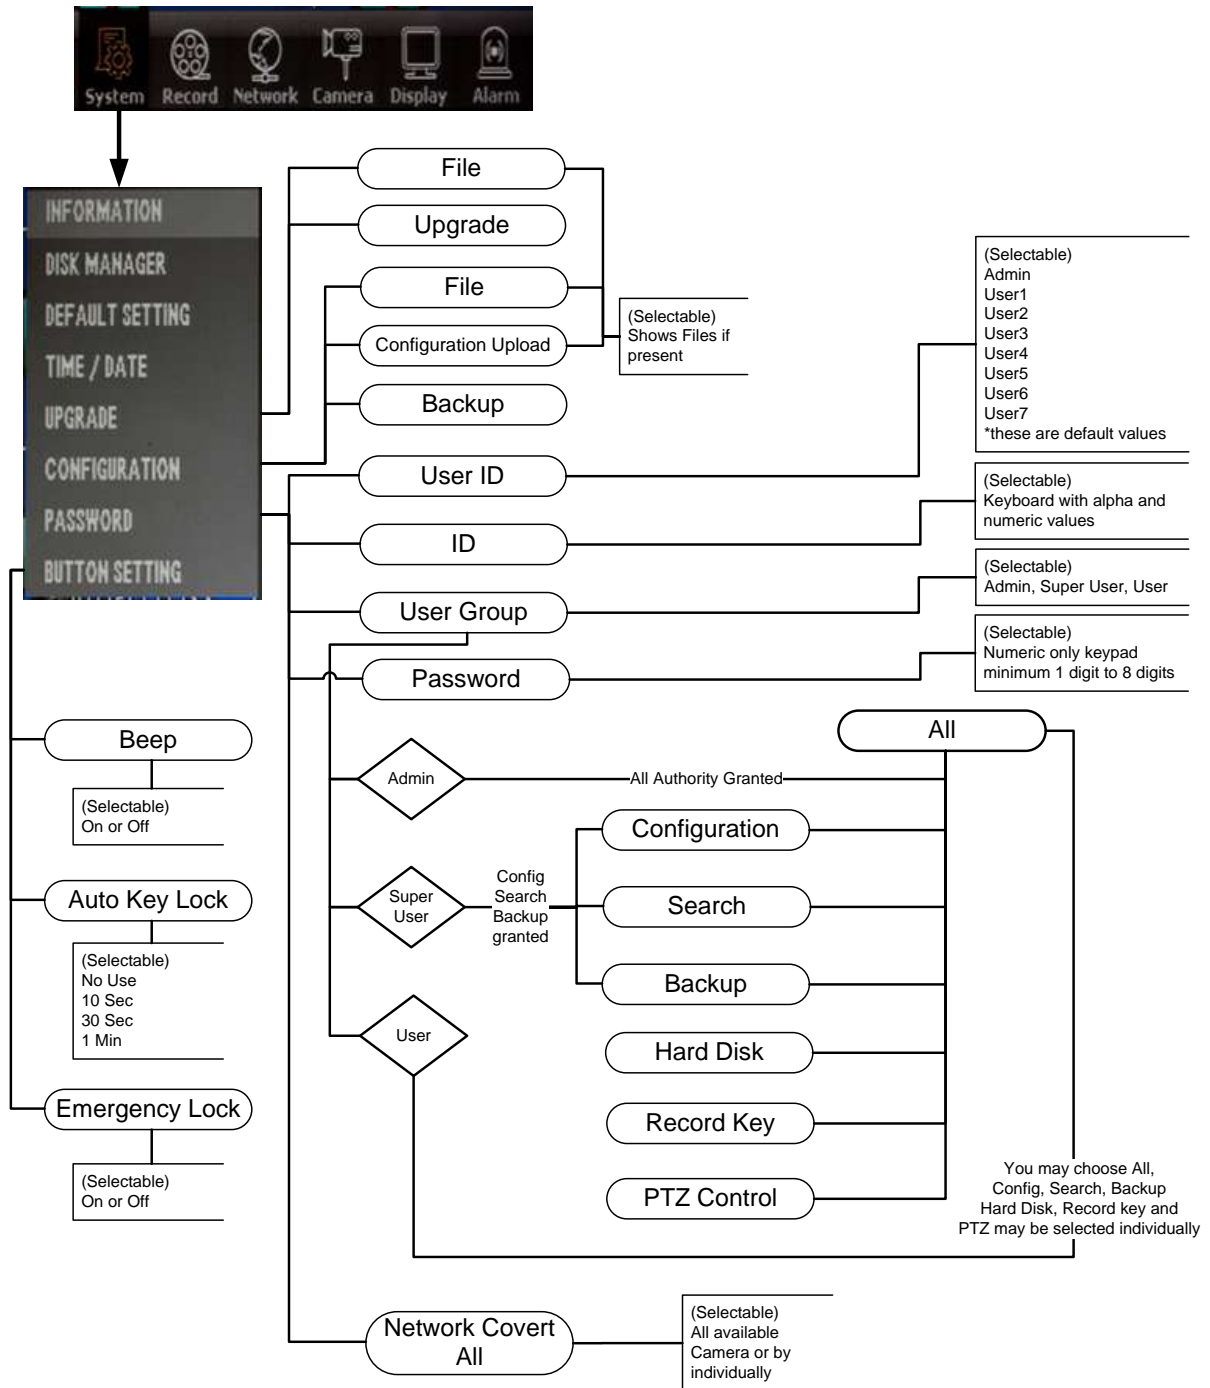 System Record Network Camera Display Alarm
INFORMATION
DISK MANAGER
DEFAULT SETTING
TIME / DATE
UPGRADE
CONFIGURATION
PASSWORD
BUTTON SETTING
File
Upgrade
File
Configuration Upload
Backup
User ID
ID
User Group
Password
(Selectable)
Shows Files if
present
(Selectable)
Admin
User1
User2
User3
User4
User5
User6
User7
*these are default values
(Selectable)
Keyboard with alpha and
numeric values
(Selectable)
Admin, Super User, User
(Selectable)
Numeric only keypad
minimum 1 digit to 8 digits
Beep
(Selectable)
On or Off
Auto Key Lock
(Selectable)
No Use
10 Sec
30 Sec
1 Min
Emergency Lock
(Selectable)
On or Off
All
Admin
All Authority Granted
Super
User
Config
Search
Backup
granted
Configuration
Search
Backup
User
Hard Disk
Record Key
PTZ Control
You may choose All,
Config, Search, Backup
Hard Disk, Record key and
PTZ may be selected individually
Network Covert
All
(Selectable)
All available
Camera or by
individually